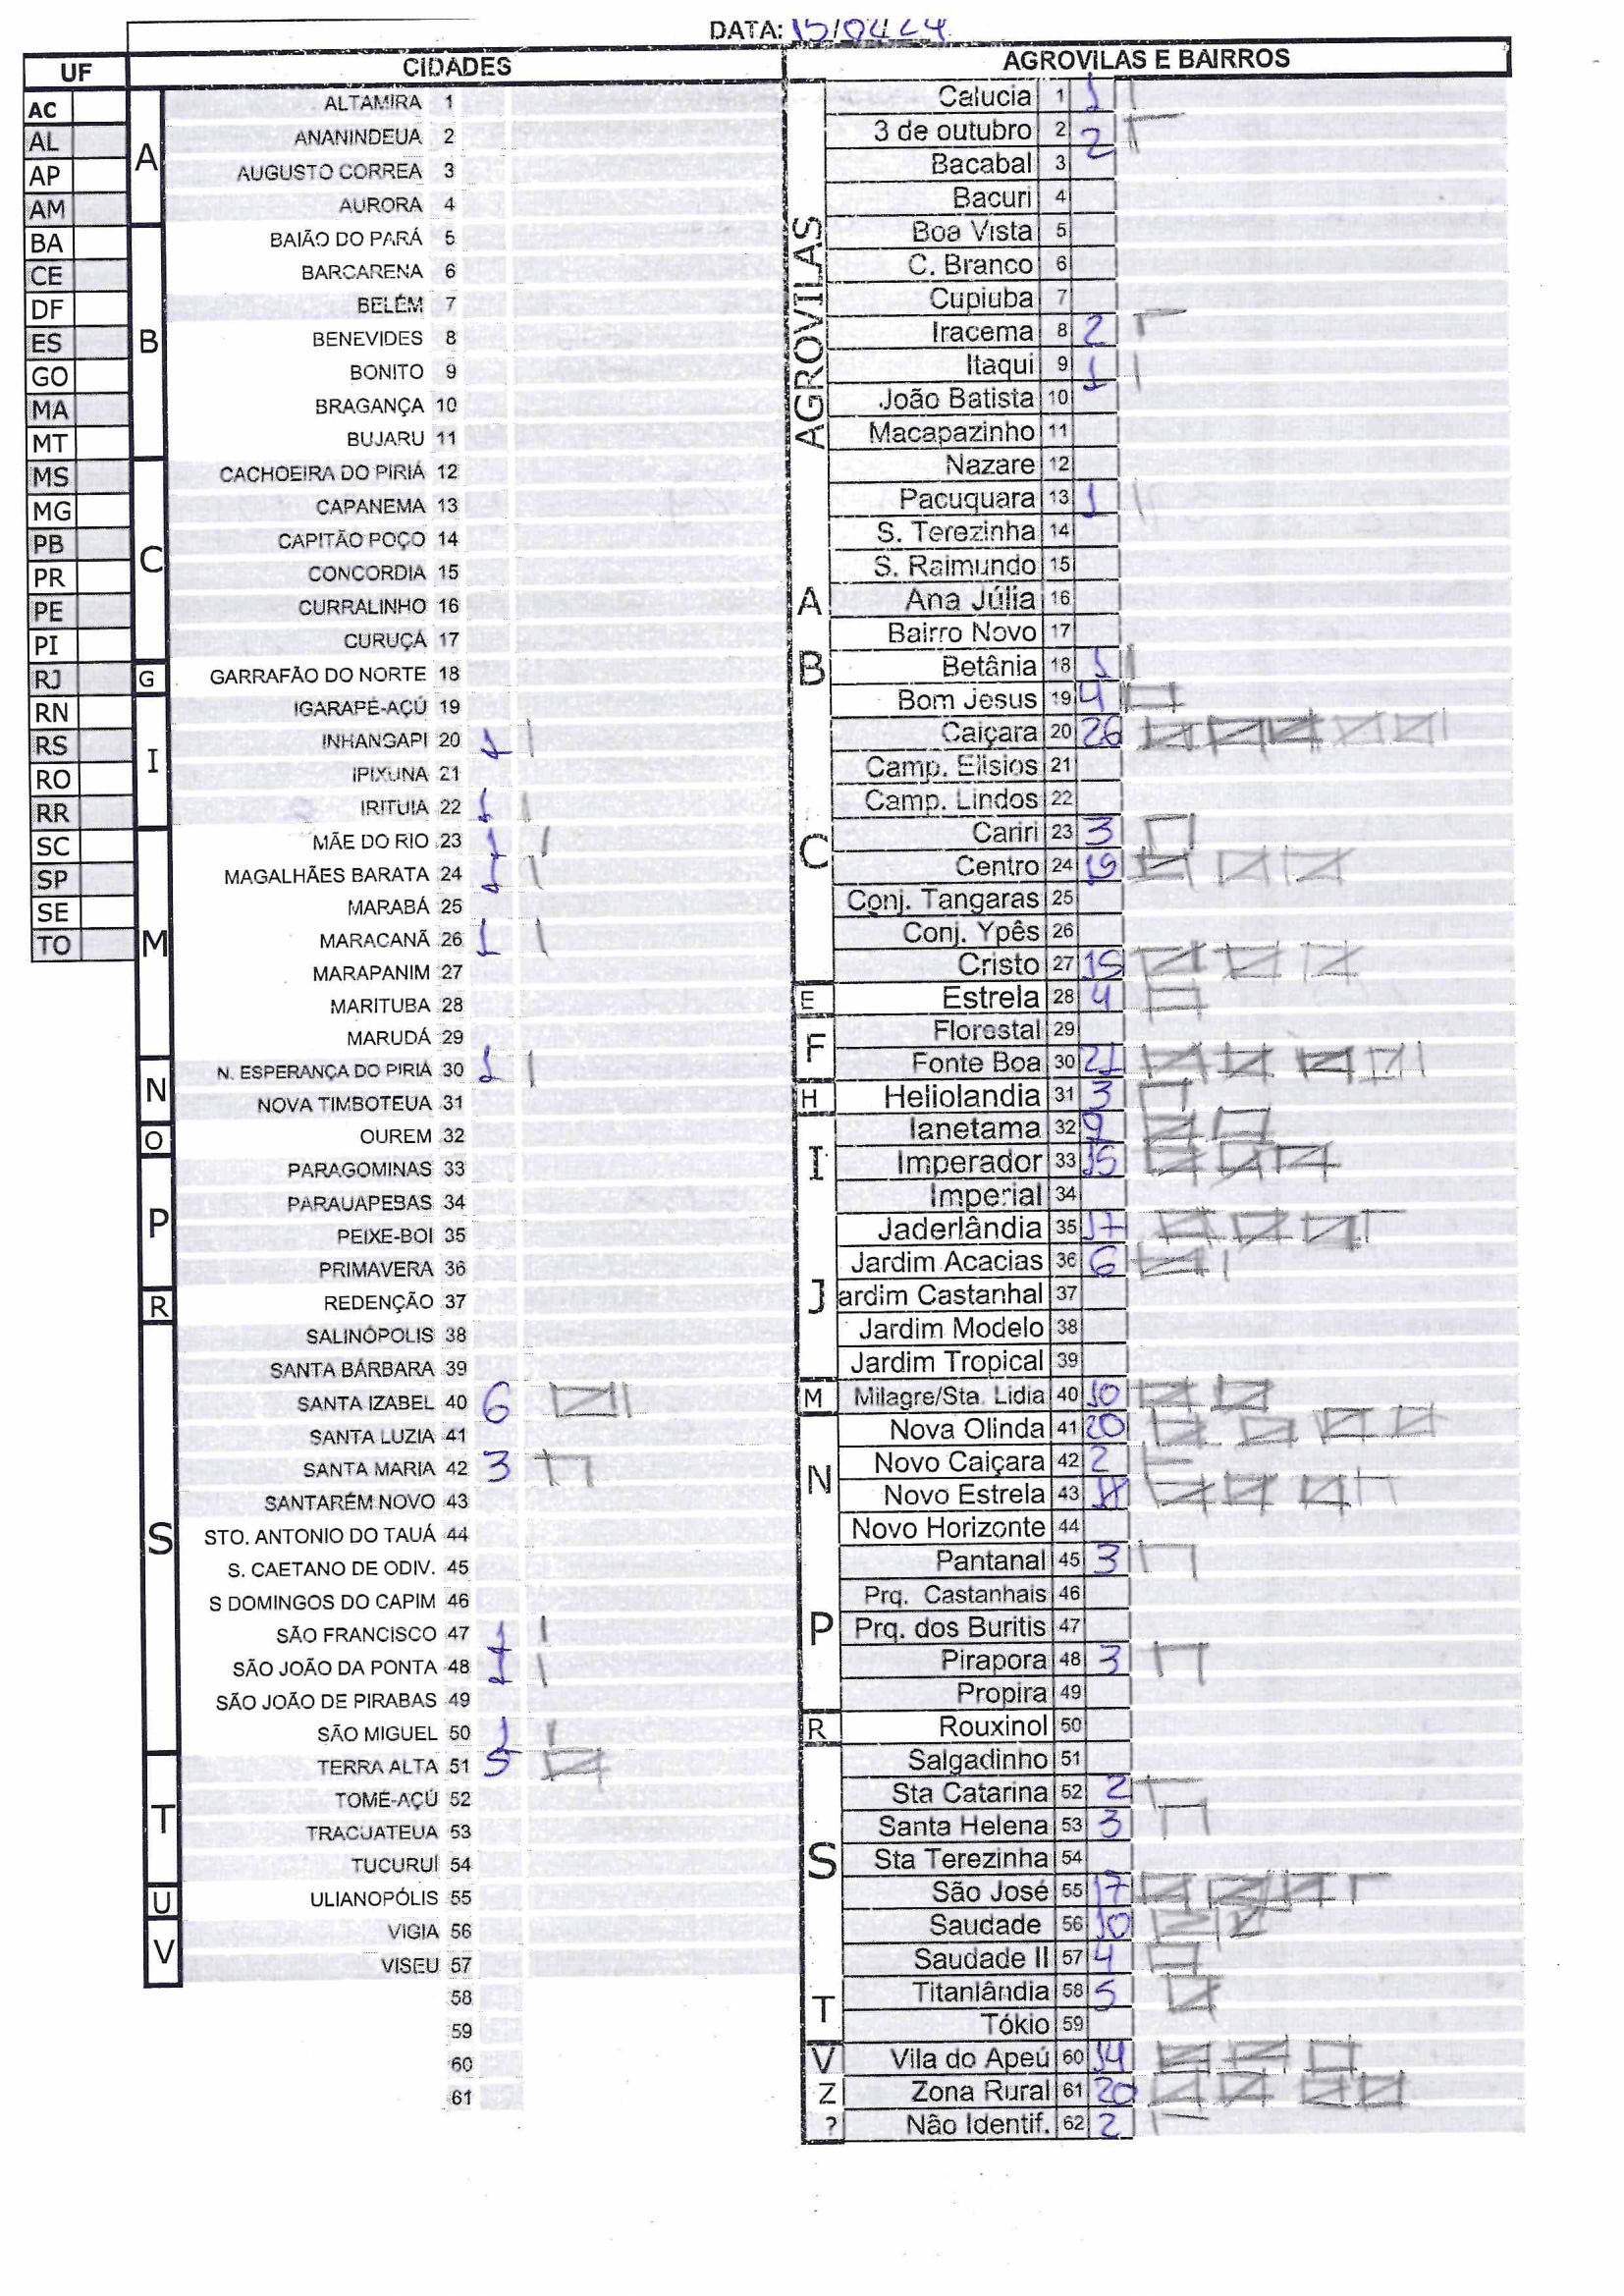 DATA: 15/04/24
UF
AC
AL
AP
AM
BA
CE
DF
ES
GO
MA
MT
MS
MG
PB
PR
PE
PI
RJ
RN
RS
RO
RR
SC
SP
SE
TO
CIDADES
A
ALTAMIRA 1
ANANINDEUA 2
AUGUSTO CORREA 3
AURORA 4
B
BAIÃO DO PARÁ 5
BARCARENA 6
BELÉM 7
BENEVIDES 8
BONITO 9
BRAGANÇA 10
BUJARU 11
C
CACHOEIRA DO PIRIÁ 12
CAPANEMA 13
CAPITÃO POÇO 14
CONCORDIA 15
CURRALINHO 16
CURUÇÁ 17
G
GARRAFÃO DO NORTE 18
I
IGARAPÉ-AÇÚ 19
INHANGAPI 20 1
IPIXUNA 21
IRITUIA 22 1
M
MÃE DO RIO 23 1
MAGALHÃES BARATA 24 1
MARABÁ 25
MARACANÃ 26 1
MARAPANIM 27
MARITUBA 28
MARUDÁ 29
N
N. ESPERANÇA DO PIRIÁ 30 1
NOVA TIMBOTEUA 31
O
OUREM 32
P
PARAGOMINAS 33
PARAUAPEBAS 34
PEIXE-BOI 35
PRIMAVERA 36
R
REDENÇÃO 37
S
SALINÓPOLIS 38
SANTA BÁRBARA 39
SANTA IZABEL 40 6
SANTA LUZIA 41
SANTA MARIA 42 3
SANTARÉM NOVO 43
STO. ANTONIO DO TAUÁ 44
S. CAETANO DE ODIV. 45
S DOMINGOS DO CAPIM 46
SÃO FRANCISCO 47 1
SÃO JOÃO DA PONTA 48 1
SÃO JOÃO DE PIRABAS 49
SÃO MIGUEL 50 1
T
TERRA ALTA 51 5
TOMÉ-AÇÚ 52
TRACUATEUA 53
TUCURUÍ 54
U
ULIANOPÓLIS 55
V
VIGIA 56
VISEU 57
58
59
60
61
AGROVILAS E BAIRROS
AGROVILAS
Calucia 1 1
3 de outubro 2 2
Bacabal 3
Bacuri 4
Boa Vista 5
C. Branco 6
Cupiuba 7
Iracema 8 2
Itaqui 9 1
João Batista 10
Macapazinho 11
Nazare 12
Pacuquara 13 1
S. Terezinha 14
S. Raimundo 15
A
Ana Júlia 16
Bairro Novo 17
B
Betânia 18 1
Bom Jesus 19 4
Caiçara 20 26
Camp. Elisios 21
Camp. Lindos 22
C
Cariri 23 3
Centro 24 19
Conj. Tangaras 25
Conj. Ypês 26
Cristo 27 15
E
Estrela 28 4
F
Florestal 29
Fonte Boa 30 21
H
Heliolandia 31 3
I
Ianetama 32 9
Imperador 33 15
Imperial 34
J
Jaderlândia 35 17
Jardim Acacias 36 6
ardim Castanhal 37
Jardim Modelo 38
Jardim Tropical 39
M
Milagre/Sta. Lidia 40 10
N
Nova Olinda 41 20
Novo Caiçara 42 2
Novo Estrela 43
Novo Horizonte 44
P
Pantanal 45 3
Prq. Castanhais 46
Prq. dos Buritis 47
Pirapora 48 3
Propira 49
R
Rouxinol 50
S
Salgadinho 51
Sta Catarina 52 2
Santa Helena 53 3
Sta Terezinha 54
São José 55 17
Saudade 56 10
Saudade II 57 4
T
Titanlândia 58 5
Tókio 59
V
Vila do Apeú 60 14
Z
Zona Rural 61 20
?
Não Identif. 62 2